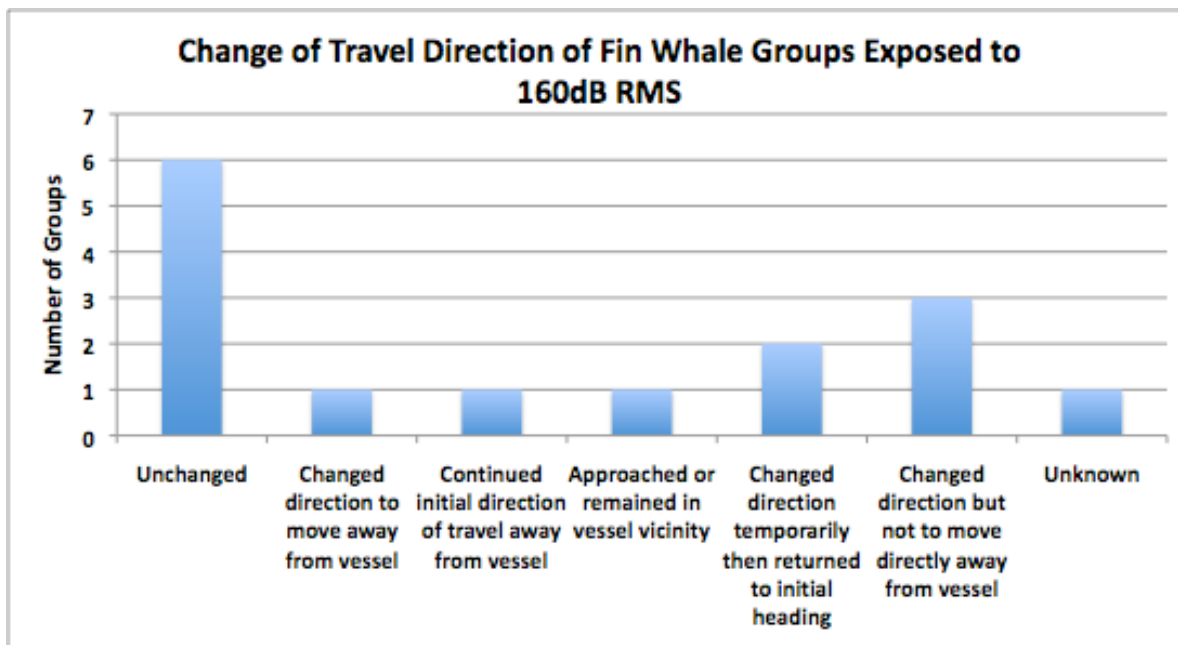 Change of Travel Direction of Fin Whale Groups Exposed to
160dB RMS
Number of Groups
7
6
5
4
3
2
1
0
Unchanged
Changed
direction to
move away
from vessel
Continued
initial direction
of travel away
from vessel
Approached or
remained in
vessel vicinity
Changed
direction
temporarily
then returned
to initial
heading
Changed
direction but
not to move
directly away
from vessel
Unknown